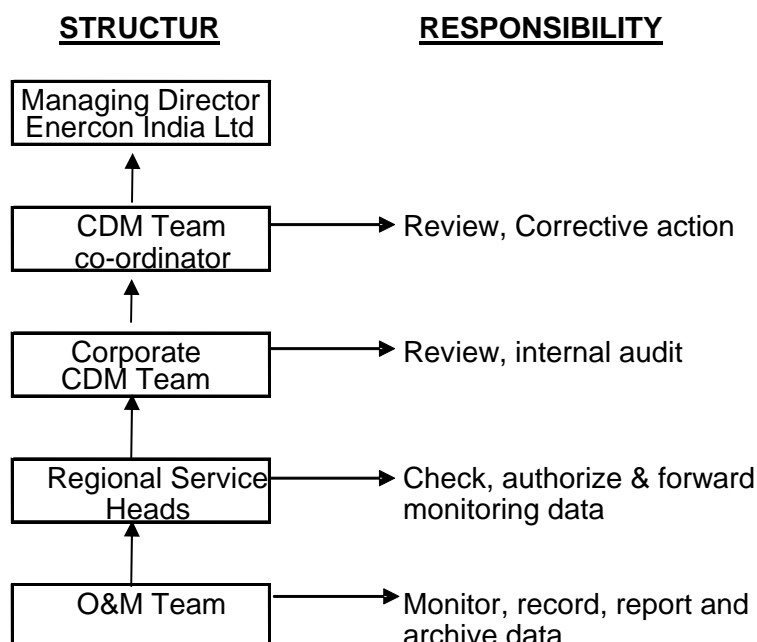 STRUCTUR RESPONSIBILITY
Managing Director
Enercon India Ltd
CDM Team
co-ordinator
Review, Corrective action
Corporate
CDM Team
Review, internal audit
Regional Service
Heads
Check, authorize & forward
monitoring data
O&M Team
Monitor, record, report and
archive data